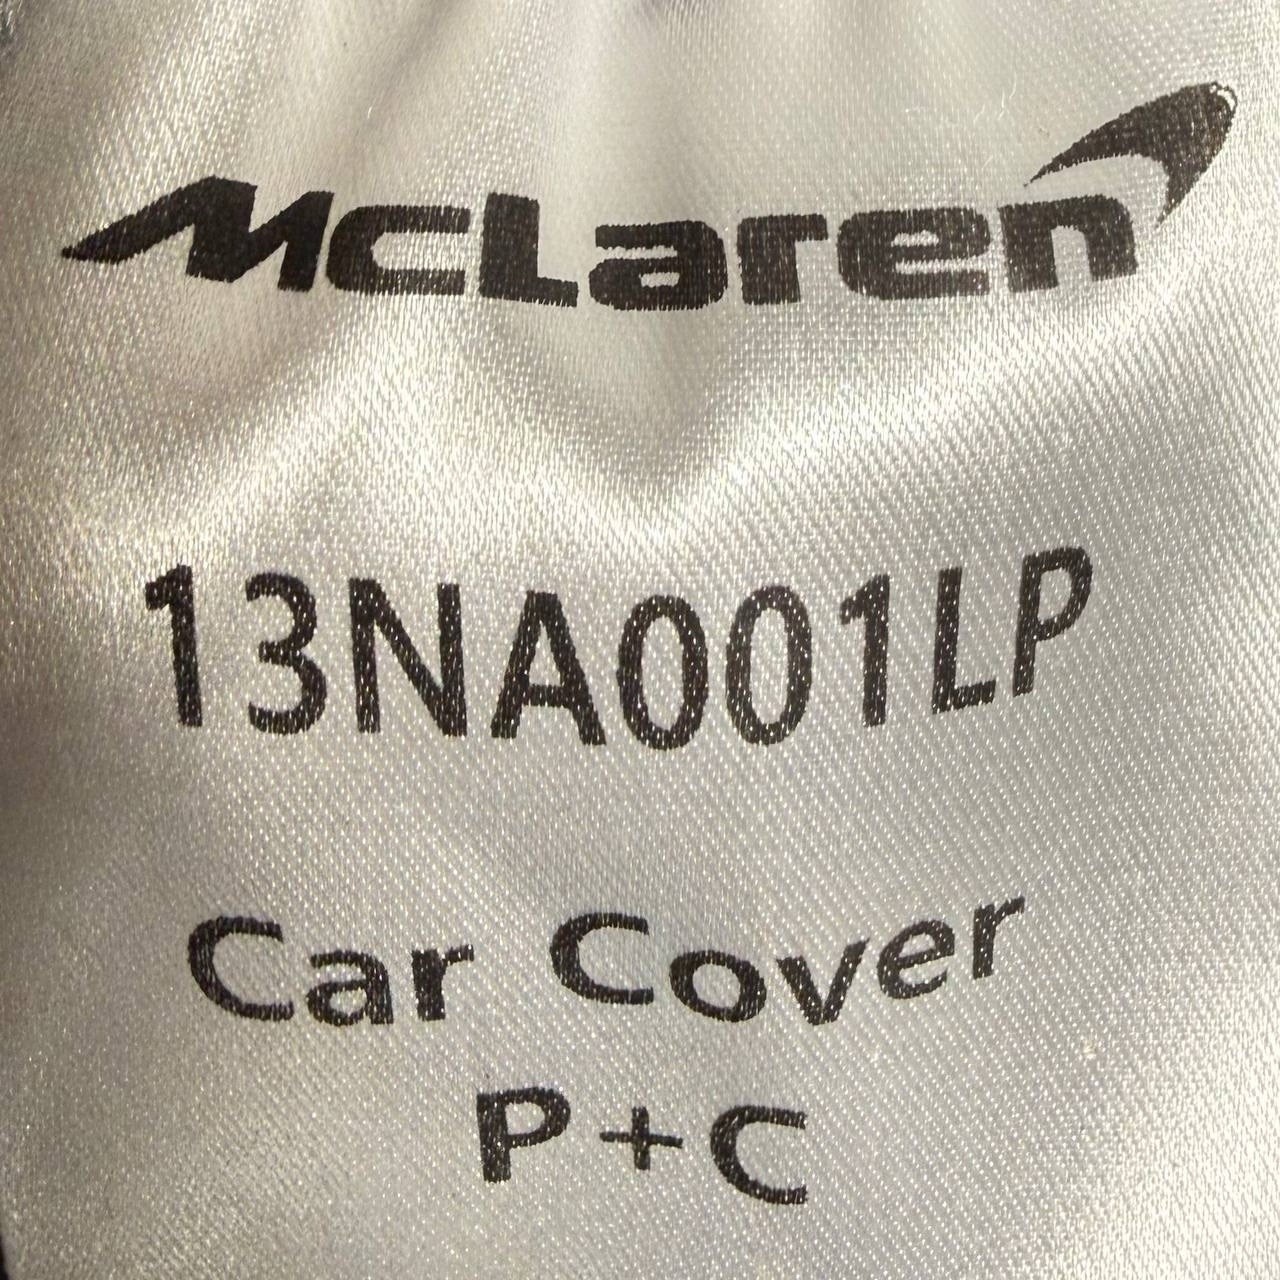 McLaren
13NA001LP
Car Cover
P+C